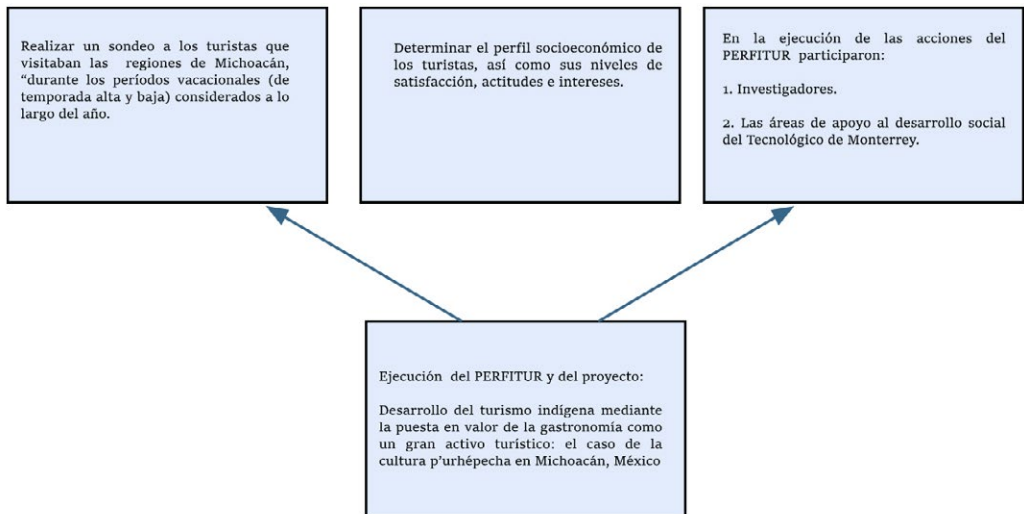 Realizar un sondeo a los turistas que
visitaban las regiones de Michoacán,
“durante los períodos vacacionales (de
temporada alta y baja) considerados a lo
largo del año.
Determinar el perfil socioeconómico de
los turistas, así como sus niveles de
satisfacción, actitudes e intereses.
En la ejecución de las acciones del
PERFITUR participaron:
1. Investigadores.
2. Las áreas de apoyo al desarrollo social
del Tecnológico de Monterrey.
Ejecución del PERFITUR y del proyecto:
Desarrollo del turismo indígena mediante
la puesta en valor de la gastronomía como
un gran activo turístico: el caso de la
cultura p’urhépecha en Michoacán, México